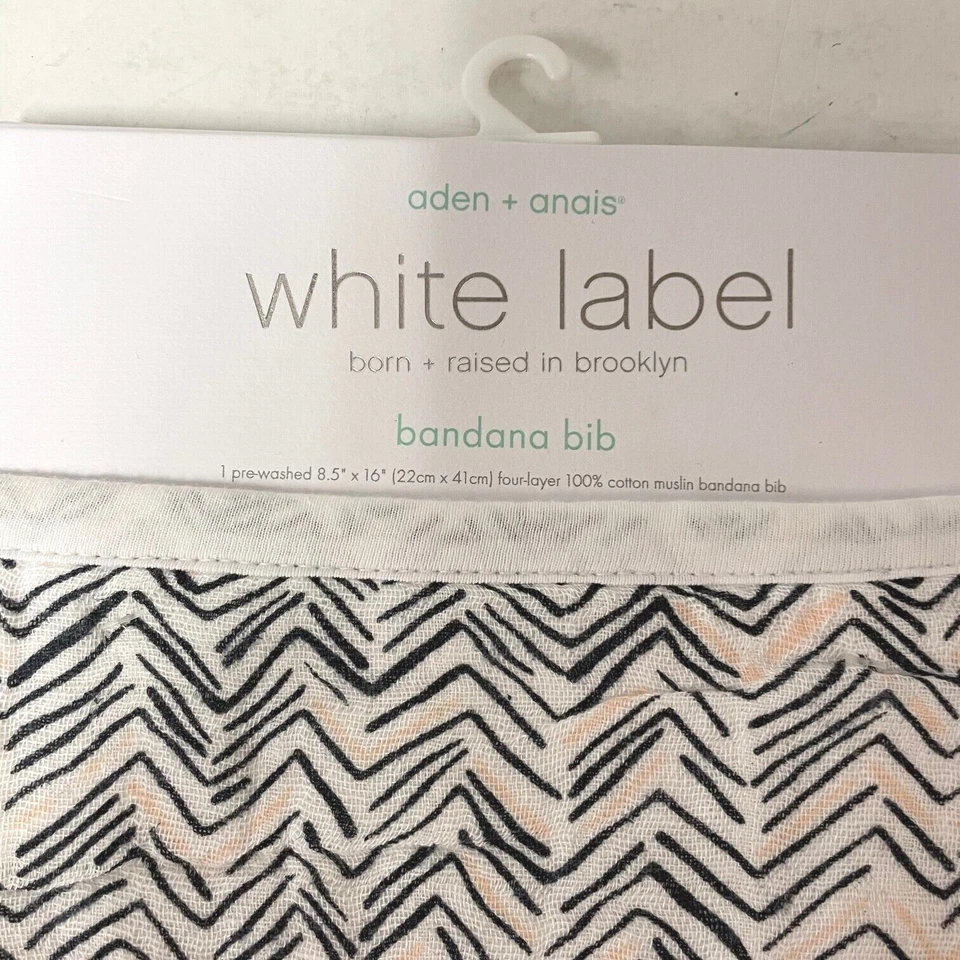 aden + anais®
white label
born + raised in brooklyn
bandana bib
1 pre-washed 8.5" x 16" (22cm x 41cm) four-layer 100% cotton muslin bandana bib